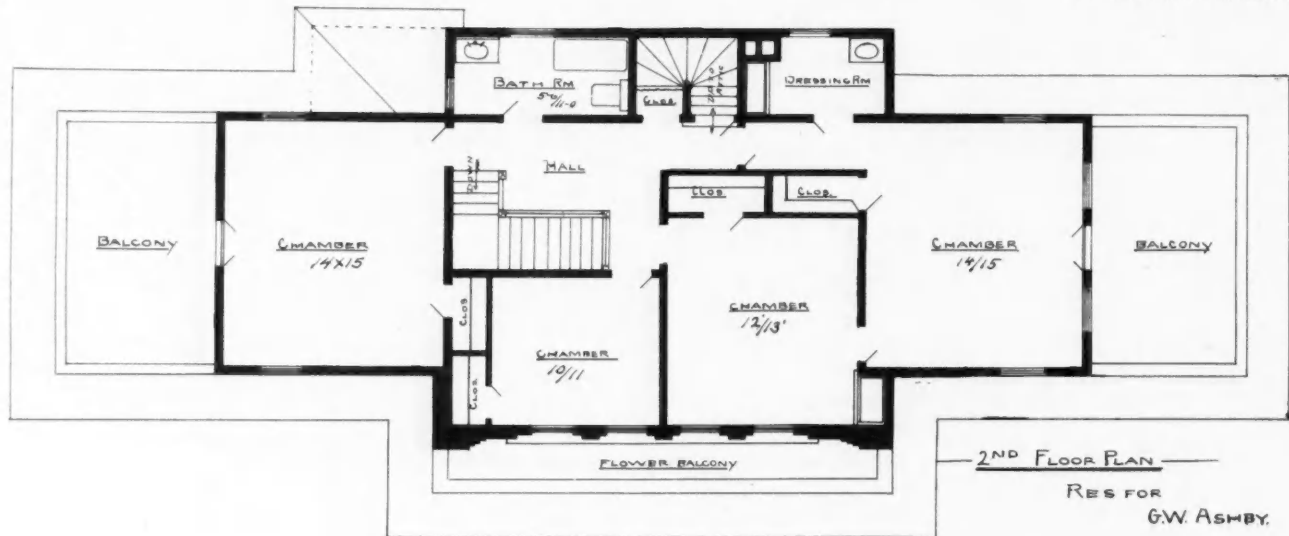 BATH RM
5-0/11-0
CLOS
DRESSING RM
DOWN
HALL
CLOS
CLOS.
BALCONY
CHAMBER
14X15
CHAMBER
14/15
BALCONY
CLOS
CHAMBER
12'/13'
CHAMBER
10/11
CLOS
FLOWER BALCONY
2ND FLOOR PLAN
RES FOR
G.W. ASHBY.